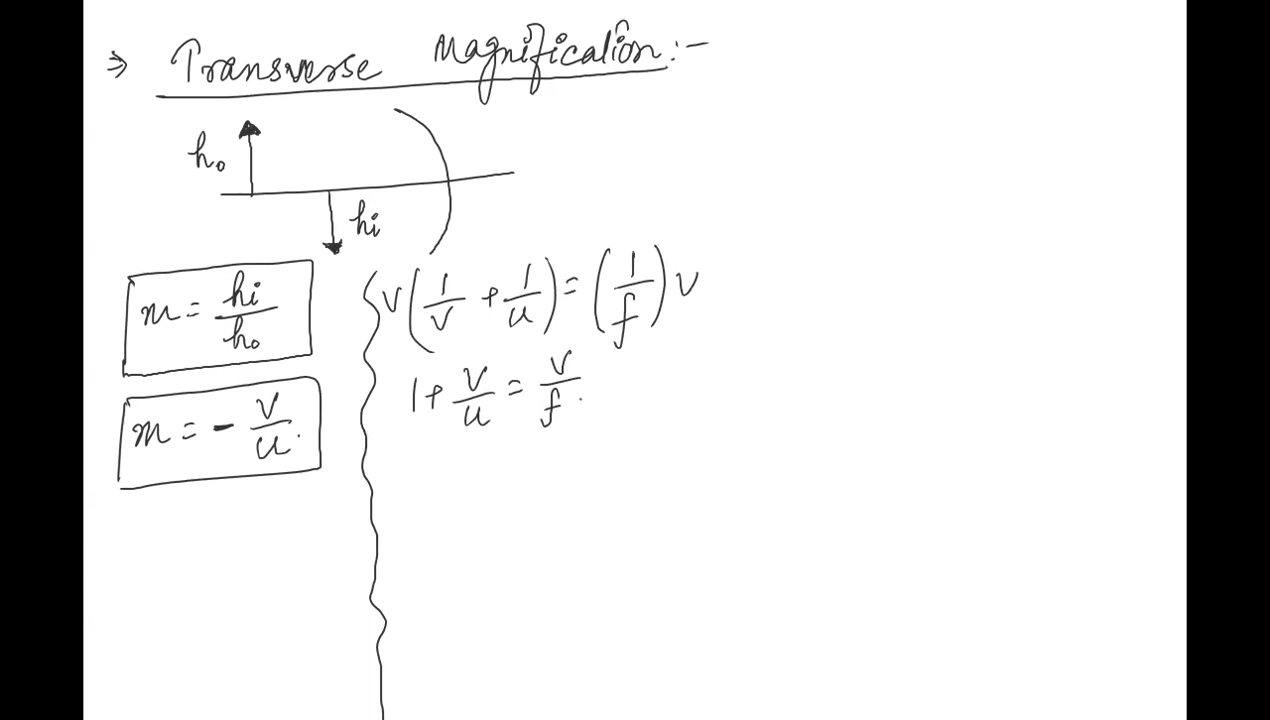 ⇒ Transverse Magnification:-
h₀
hi
m = hi/h₀
m = - v/u.
v(1/v + 1/u) = (1/f) v
1 + v/u = v/f.